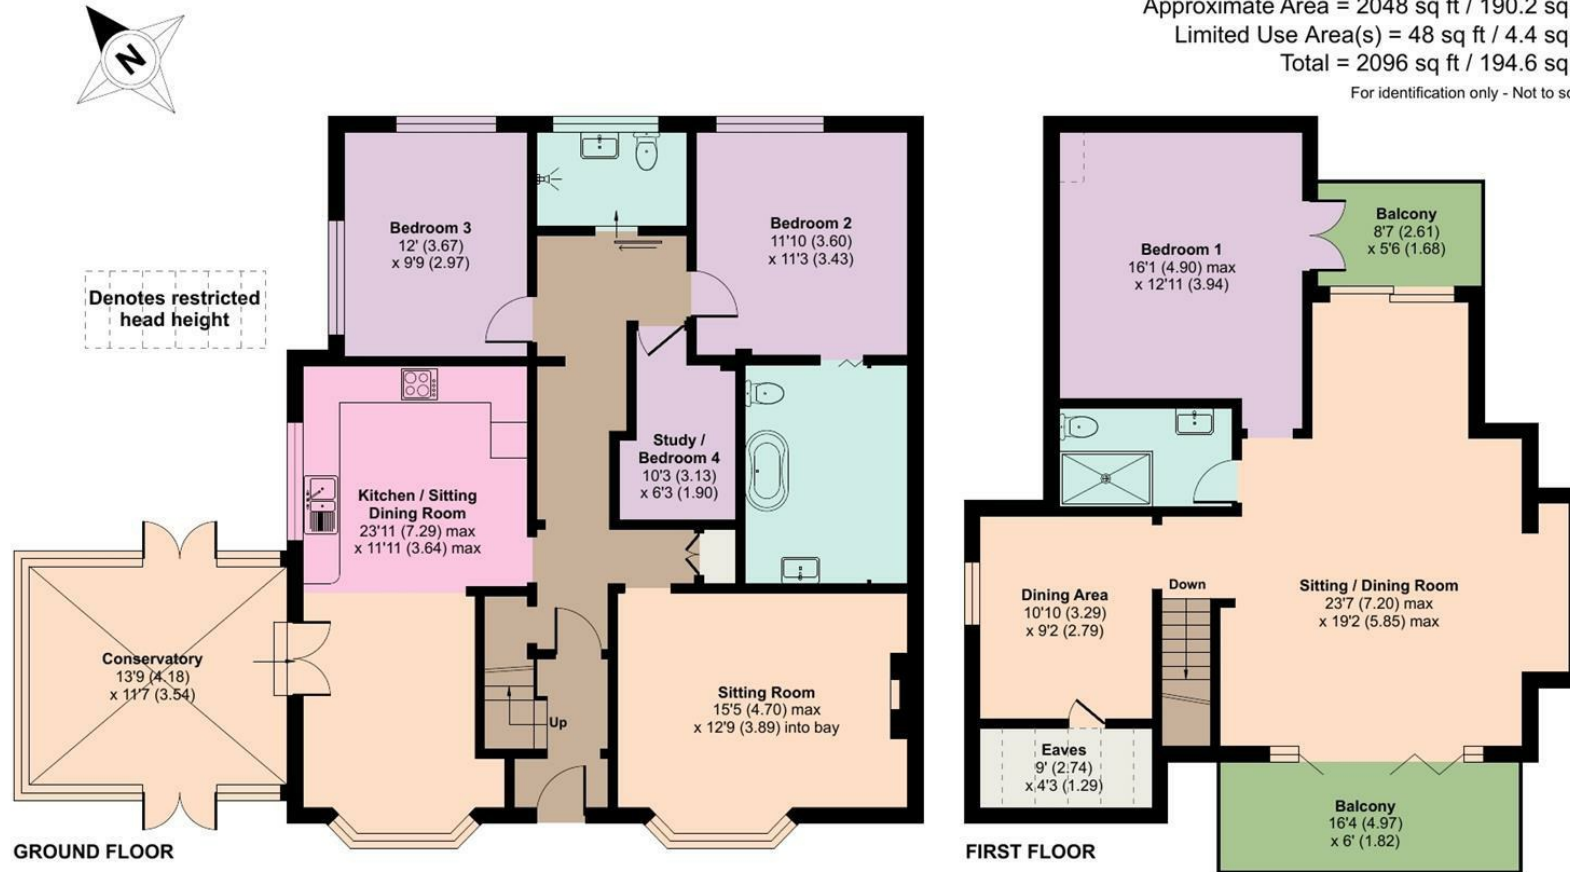 Approximate Area = 2048 sq ft / 190.2 sq
Limited Use Area(s) = 48 sq ft / 4.4 sq
Total = 2096 sq ft / 194.6 sq
For identification only - Not to sc
N
Denotes restricted
head height
Bedroom 3
12' (3.67)
x 9'9 (2.97)
Bedroom 2
11'10 (3.60)
x 11'3 (3.43)
Study /
Bedroom 4
10'3 (3.13)
x 6'3 (1.90)
Kitchen / Sitting
Dining Room
23'11 (7.29) max
x 11'11 (3.64) max
Conservatory
13'9 (4.18)
x 11'7 (3.54)
Up
Sitting Room
15'5 (4.70) max
x 12'9 (3.89) into bay
GROUND FLOOR
Bedroom 1
16'1 (4.90) max
x 12'11 (3.94)
Balcony
8'7 (2.61)
x 5'6 (1.68)
Dining Area
10'10 (3.29)
x 9'2 (2.79)
Down
Sitting / Dining Room
23'7 (7.20) max
x 19'2 (5.85) max
Eaves
9' (2.74)
x 4'3 (1.29)
Balcony
16'4 (4.97)
x 6' (1.82)
FIRST FLOOR